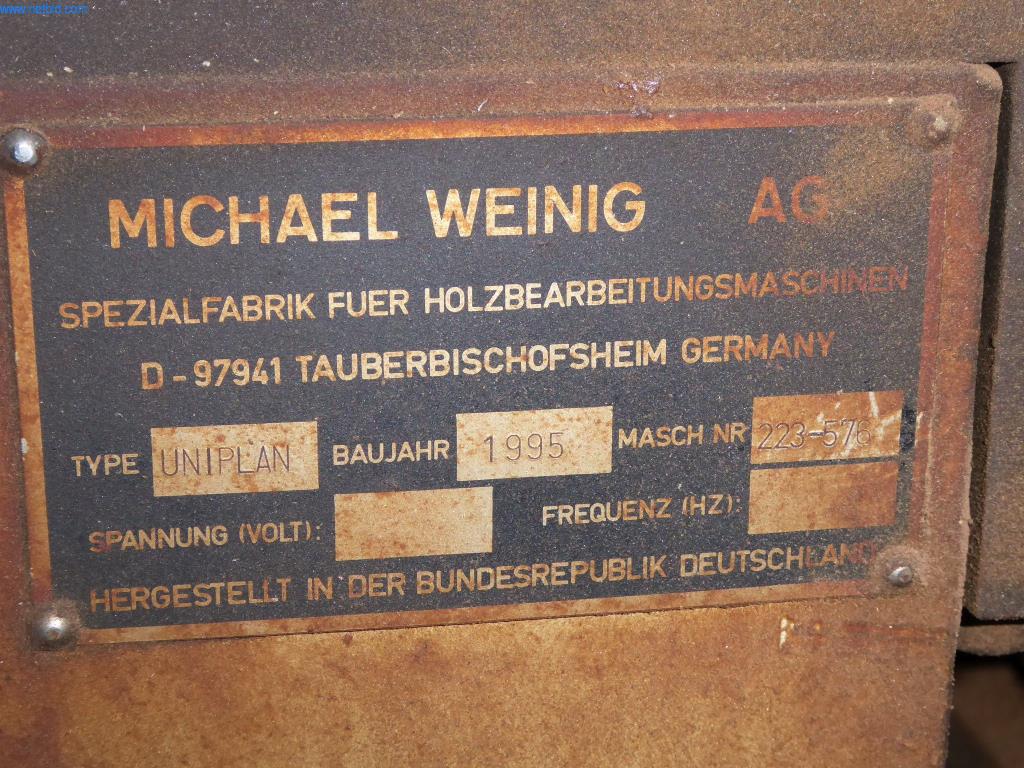 www.netbid.com
MICHAEL WEINIG AG
SPEZIALFABRIK FUER HOLZBEARBEITUNGSMASCHINEN
D-97941 TAUBERBISCHOFSHEIM GERMANY
TYPE UNIPLAN BAUJAHR 1995 MASCH NR 223-576
SPANNUNG (VOLT): FREQUENZ (HZ):
HERGESTELLT IN DER BUNDESREPUBLIK DEUTSCHLAND